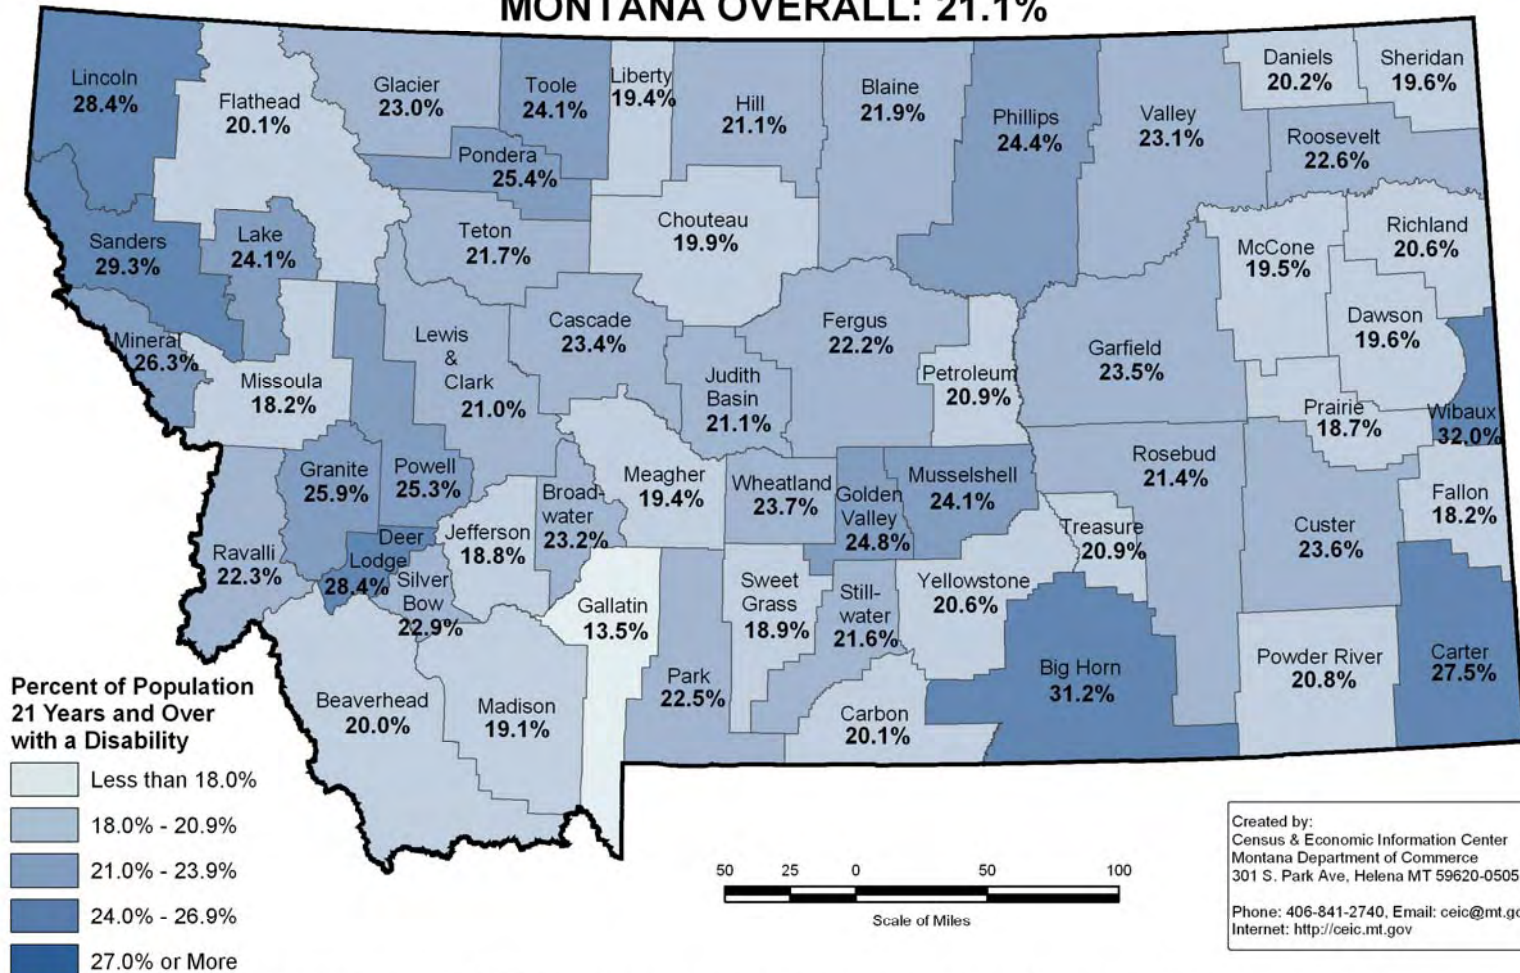 MONTANA OVERALL: 21.1%
Lincoln
28.4%
Flathead
20.1%
Glacier
23.0%
Toole
24.1%
Liberty
19.4%
Hill
21.1%
Blaine
21.9%
Phillips
24.4%
Valley
23.1%
Daniels
20.2%
Sheridan
19.6%
Roosevelt
22.6%
Pondera
25.4%
Sanders
29.3%
Lake
24.1%
Teton
21.7%
Chouteau
19.9%
McCone
19.5%
Richland
20.6%
Mineral
26.3%
Missoula
18.2%
Lewis
&
Clark
21.0%
Cascade
23.4%
Judith
Basin
21.1%
Fergus
22.2%
Petroleum
20.9%
Garfield
23.5%
Dawson
19.6%
Prairie
18.7%
Wibaux
32.0%
Granite
25.9%
Powell
25.3%
Meagher
19.4%
Wheatland
23.7%
Golden
Valley
24.8%
Musselshell
24.1%
Rosebud
21.4%
Fallon
18.2%
Ravalli
22.3%
Deer
Lodge
28.4%
Silver
Bow
22.9%
Jefferson
18.8%
Broad-
water
23.2%
Treasure
20.9%
Custer
23.6%
Gallatin
13.5%
Sweet
Grass
18.9%
Still-
water
21.6%
Yellowstone
20.6%
Beaverhead
20.0%
Madison
19.1%
Park
22.5%
Carbon
20.1%
Big Horn
31.2%
Powder River
20.8%
Carter
27.5%
Percent of Population
21 Years and Over
with a Disability
Less than 18.0%
18.0% - 20.9%
21.0% - 23.9%
24.0% - 26.9%
27.0% or More
50 25 0 50 100
Scale of Miles
Created by:
Census & Economic Information Center
Montana Department of Commerce
301 S. Park Ave, Helena MT 59620-0505
Phone: 406-841-2740, Email: ceic@mt.go
Internet: http://ceic.mt.gov